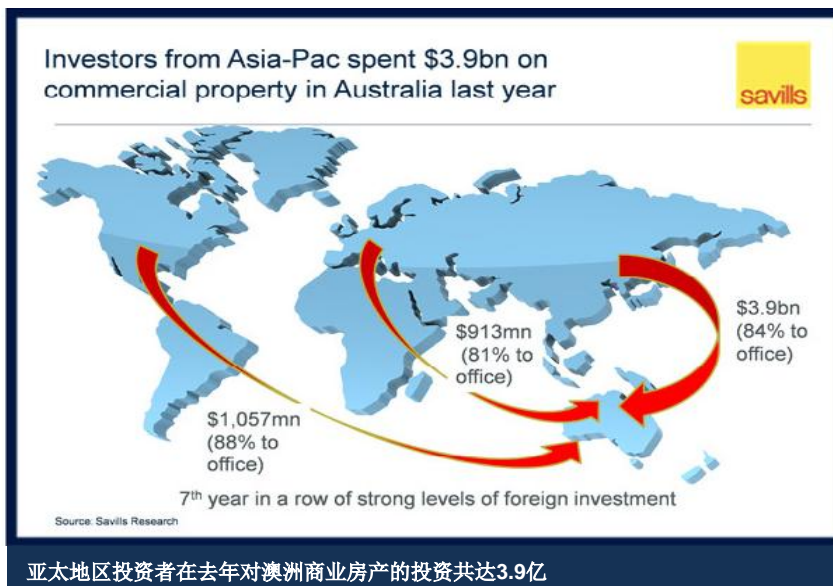 Investors from Asia-Pac spent $3.9bn on
commercial property in Australia last year
savills
$3.9bn
(84% to
office)
$913mn
(81% to
office)
$1,057mn
(88% to
office)
7th year in a row of strong levels of foreign investment
Source: Savills Research
亚太地区投资者在去年对澳洲商业房产的投资共达3.9亿